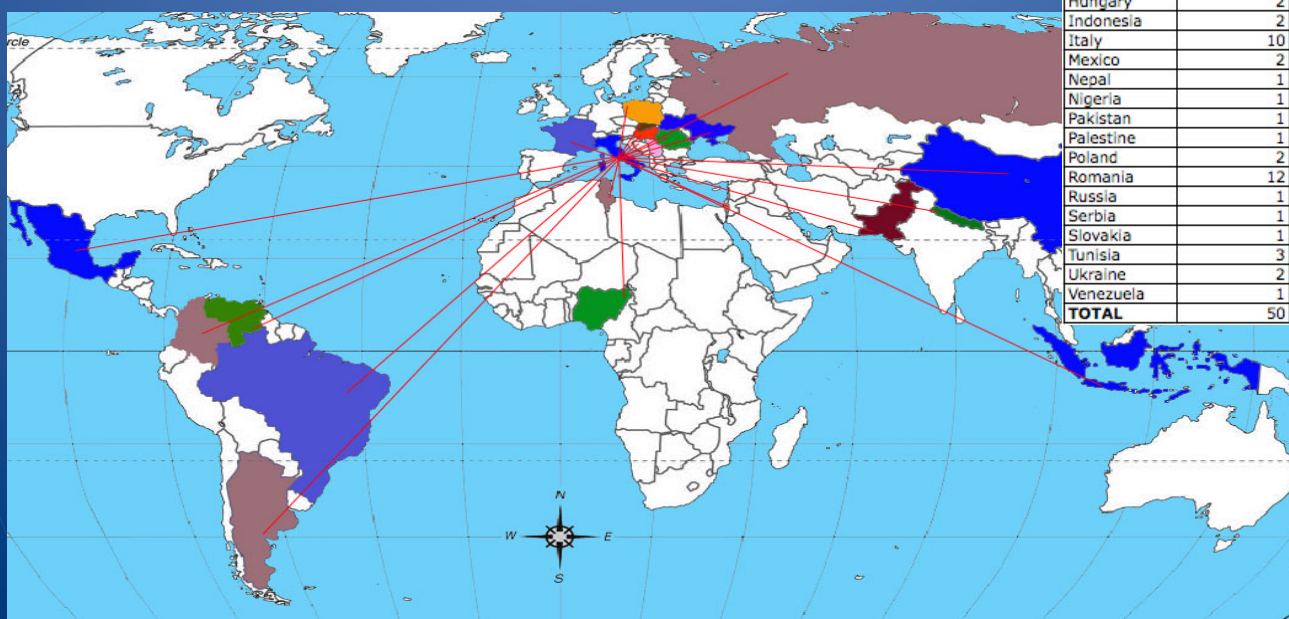 rcle
Hungary 2
Indonesia 2
Italy 10
Mexico 2
Nepal 1
Nigeria 1
Pakistan 1
Palestine 1
Poland 2
Romania 12
Russia 1
Serbia 1
Slovakia 1
Tunisia 3
Ukraine 2
Venezuela 1
TOTAL 50
N
W E
S